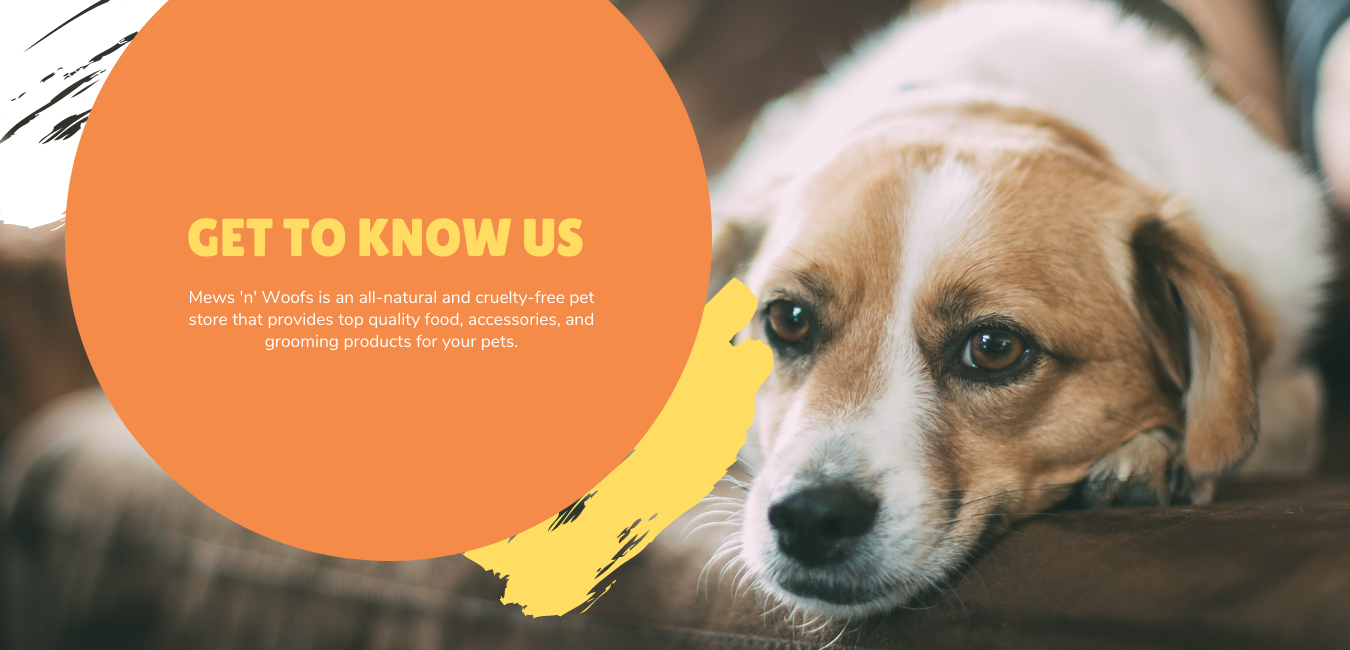 GET TO KNOW US
Mews 'n' Woofs is an all-natural and cruelty-free pet
store that provides top quality food, accessories, and
grooming products for your pets.